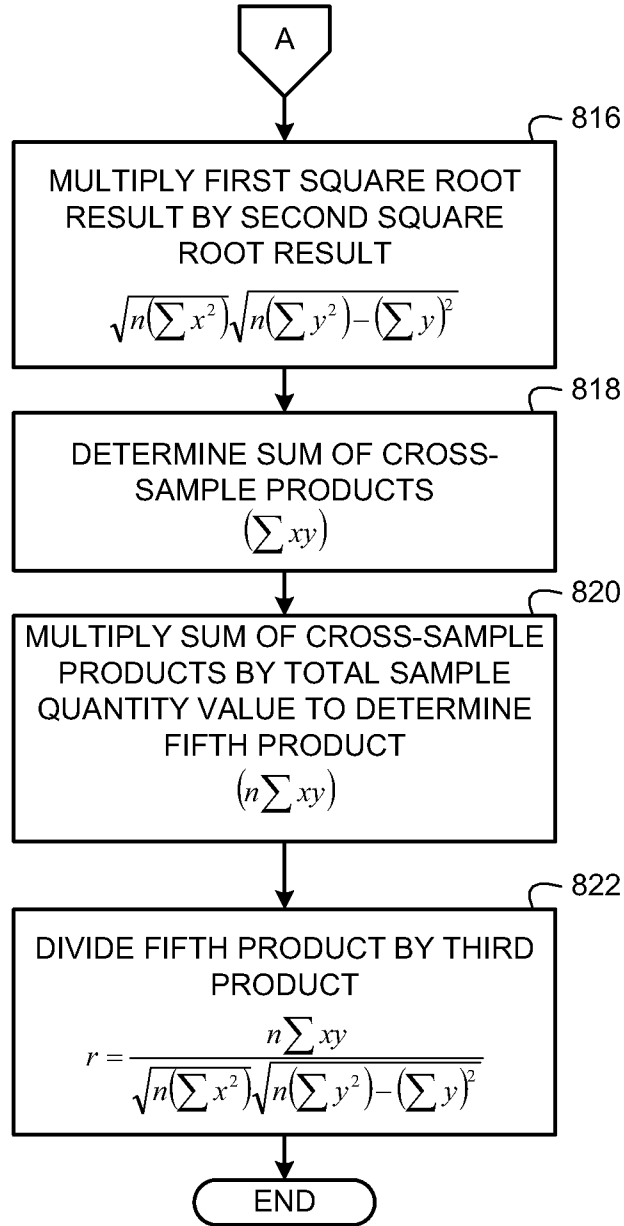 A
816
MULTIPLY FIRST SQUARE ROOT
RESULT BY SECOND SQUARE
ROOT RESULT
√n(∑x²)√n(∑y²)−(∑y)²
818
DETERMINE SUM OF CROSS-
SAMPLE PRODUCTS
(∑xy)
820
MULTIPLY SUM OF CROSS-SAMPLE
PRODUCTS BY TOTAL SAMPLE
QUANTITY VALUE TO DETERMINE
FIFTH PRODUCT
(n∑xy)
822
DIVIDE FIFTH PRODUCT BY THIRD
PRODUCT
n∑xy
r =
√n(∑x²)√n(∑y²)−(∑y)²
END